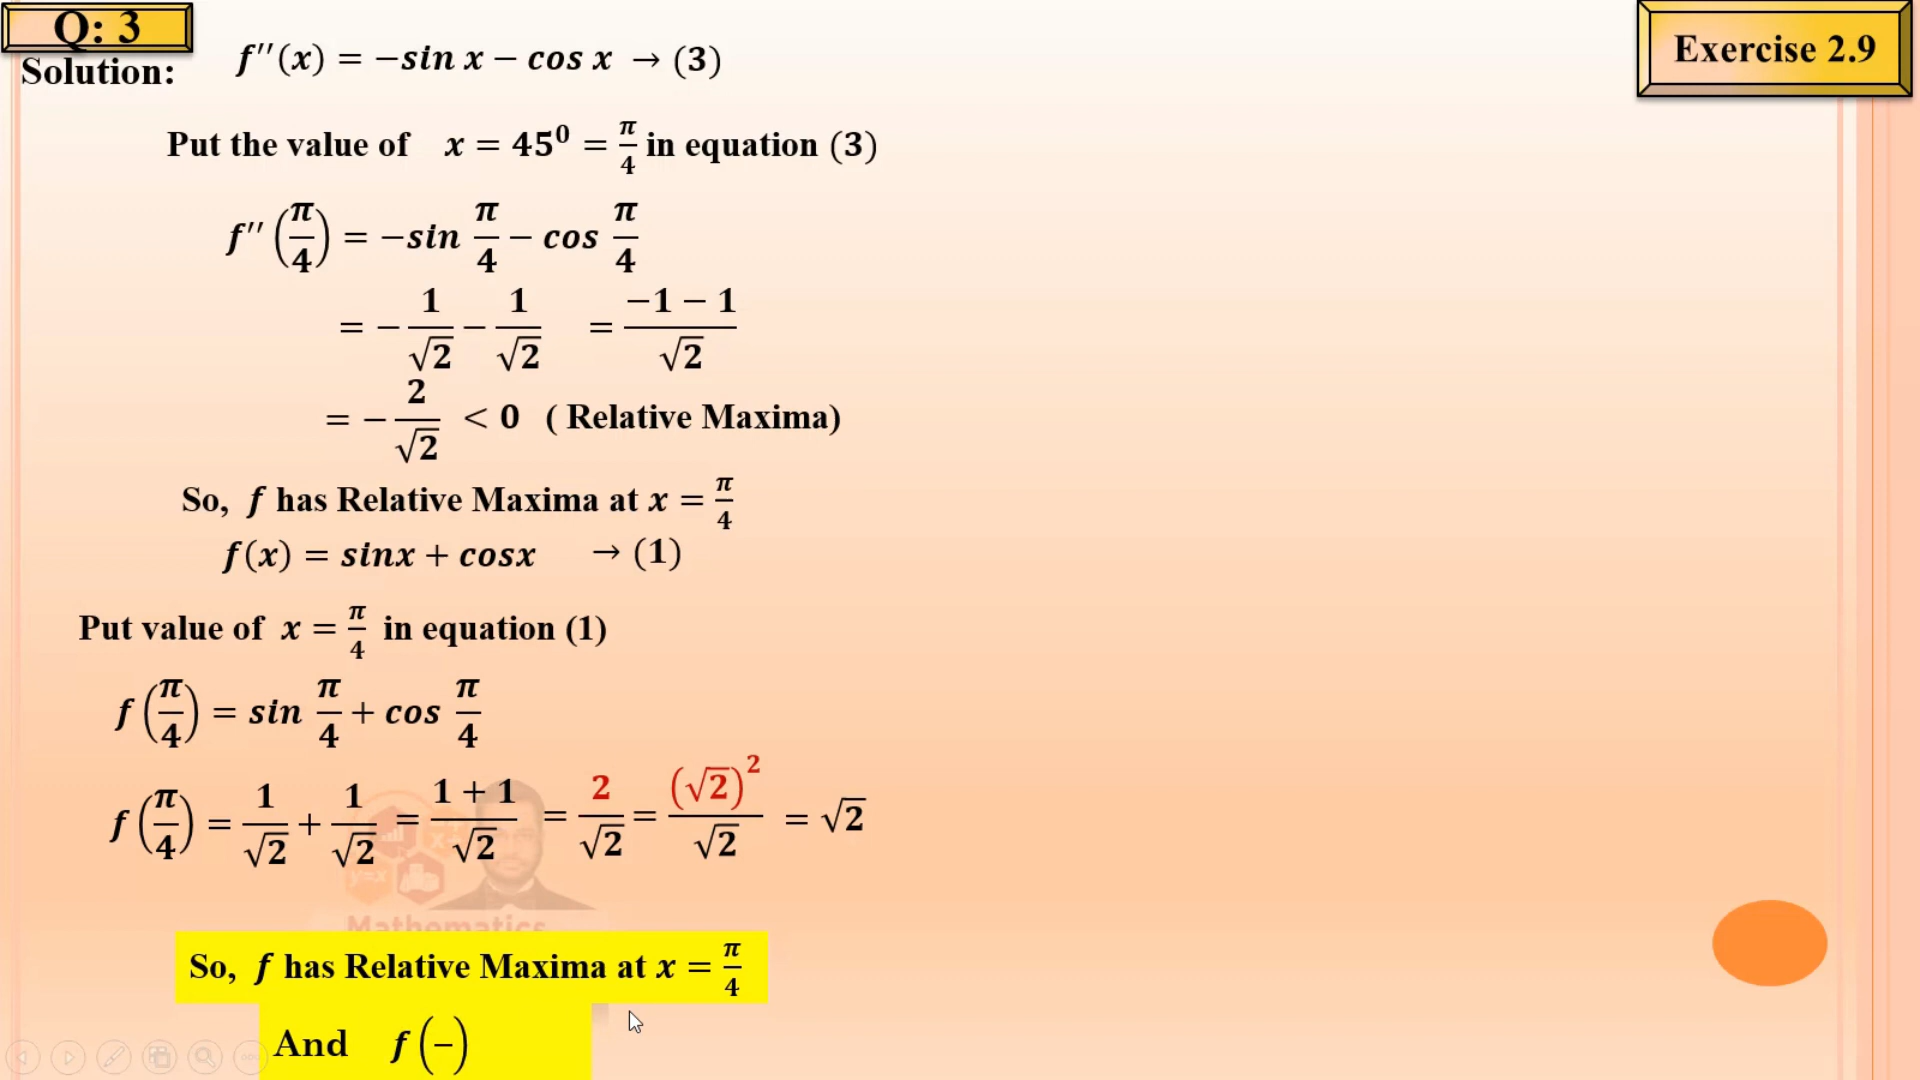 Q: 3
Exercise 2.9
Solution: f′′(x) = −sin x − cos x → (3)
Put the value of x = 45⁰ = π/4 in equation (3)
f′′(π/4) = −sin π/4 − cos π/4
= −1/√2 − 1/√2 = (−1 − 1)/√2
= −2/√2 < 0 ( Relative Maxima)
So, f has Relative Maxima at x = π/4
f(x) = sinx + cosx → (1)
Put value of x = π/4 in equation (1)
f(π/4) = sin π/4 + cos π/4
f(π/4) = 1/√2 + 1/√2 = (1 + 1)/√2 = 2/√2 = (√2)²/√2 = √2
y=x
Mathematics
So, f has Relative Maxima at x = π/4
And f(−)